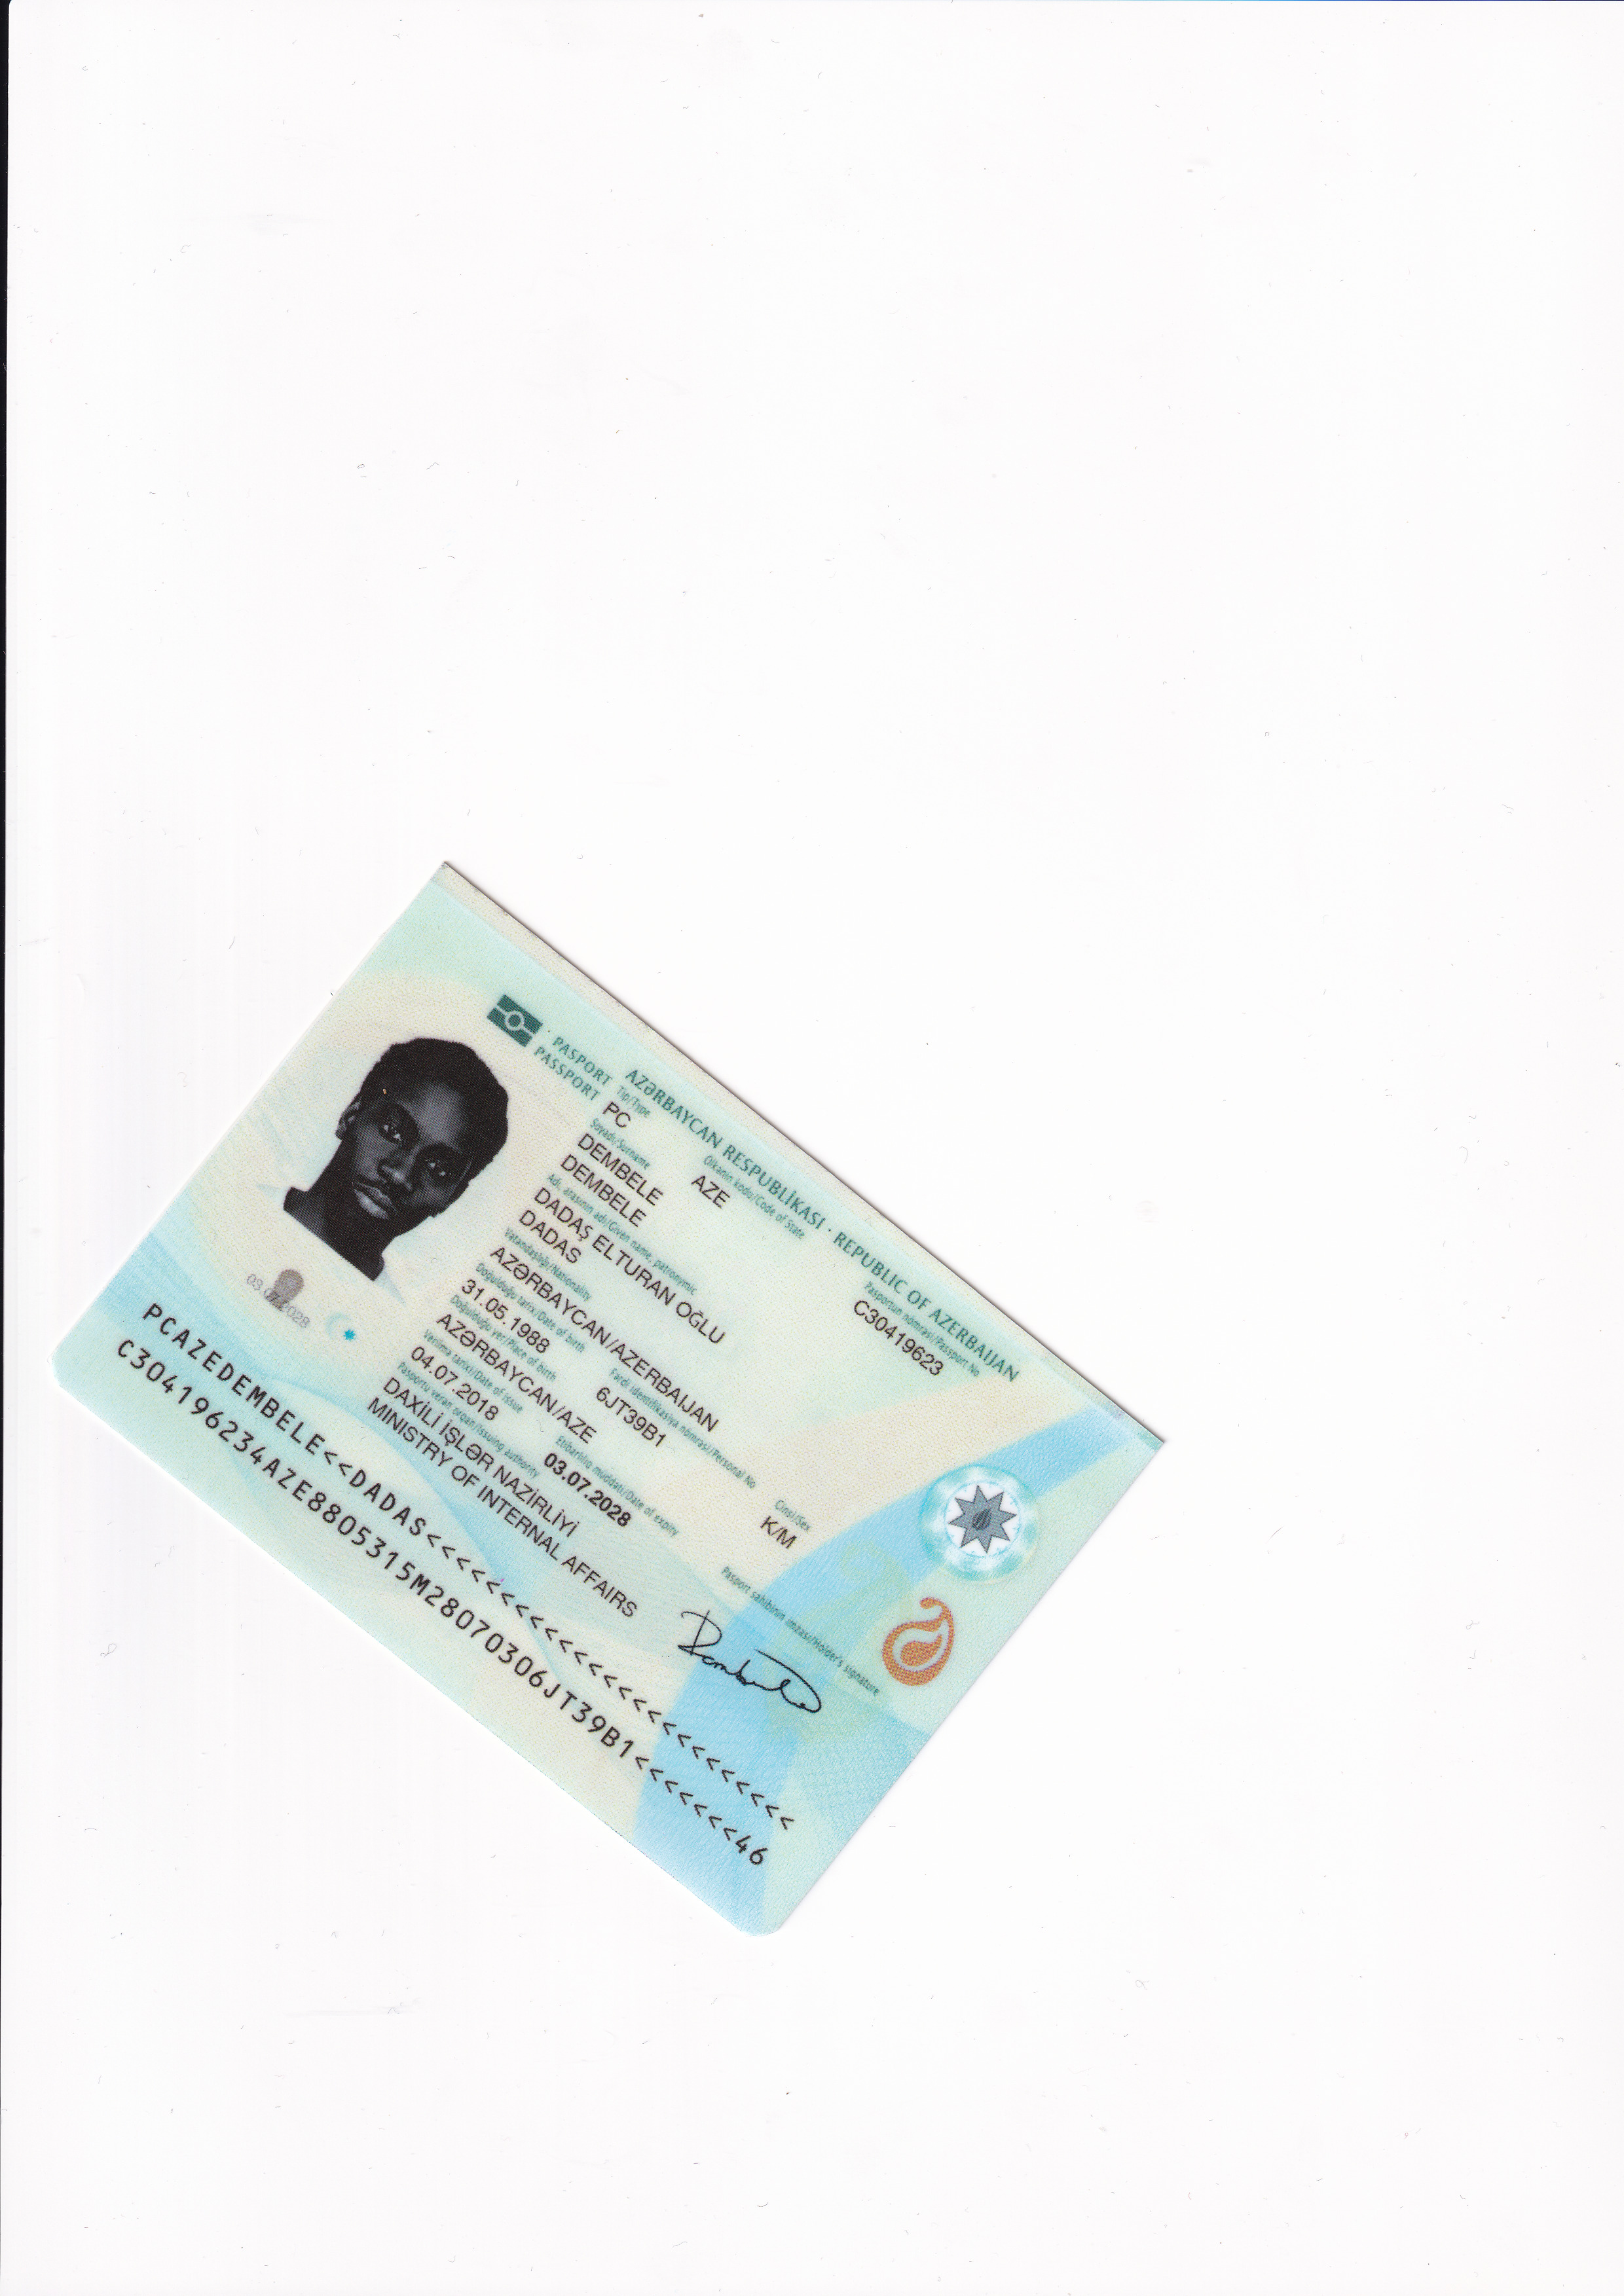 AZƏRBAYCAN RESPUBLİKASI · REPUBLIC OF AZERBAIJAN
· PASPORT
PASSPORT
Tip/Type
Ölkənin kodu/Code of State
Pasportun nömrəsi/Passport No
PC
AZE
C30419623
Soyadı/Surname
DEMBELE
DEMBELE
Adı, atasının adı/Given name, patronymic
DADAŞ ELTURAN OĞLU
DADAS
Vətəndaşlığı/Nationality
AZƏRBAYCAN/AZERBAIJAN
Doğulduğu tarix/Date of birth
Fərdi identifikasiya nömrəsi/Personal No
31.05.1988
6JT39B1
Doğulduğu yer/Place of birth
Cinsi/Sex
AZƏRBAYCAN/AZE
K/M
Verilmə tarixi/Date of issue
Etibarlılıq müddəti/Date of expiry
04.07.2018
03.07.2028
Pasportu verən orqan/Issuing authority
Pasport sahibinin imzası/Holder's signature
DAXİLİ İŞLƏR NAZİRLİYİ
MINISTRY OF INTERNAL AFFAIRS
03.07.2028
PCAZEDEMBELE<<DADAS<<<<<<<<<<<<<<<<<<<<<<<<<
C304196234AZE8805315M28070306JT39B1<<<<<<<46